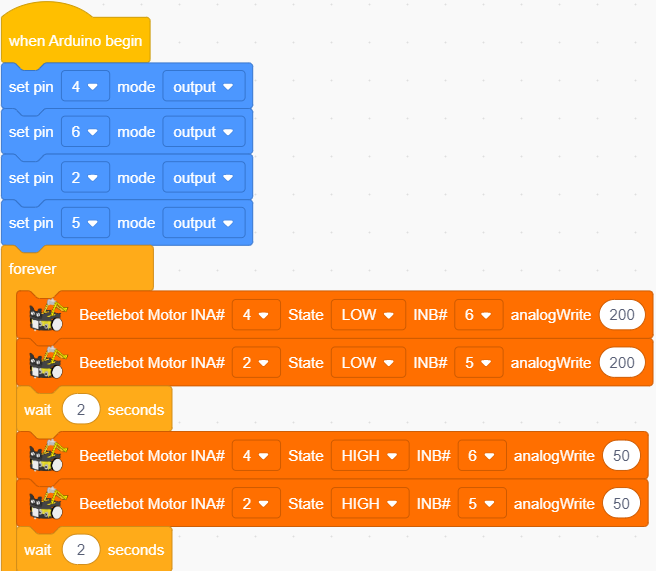 when Arduino begin
set pin 4 mode output
set pin 6 mode output
set pin 2 mode output
set pin 5 mode output
forever
Beetlebot Motor INA# 4 State LOW INB# 6 analogWrite 200
Beetlebot Motor INA# 2 State LOW INB# 5 analogWrite 200
wait 2 seconds
Beetlebot Motor INA# 4 State HIGH INB# 6 analogWrite 50
Beetlebot Motor INA# 2 State HIGH INB# 5 analogWrite 50
wait 2 seconds